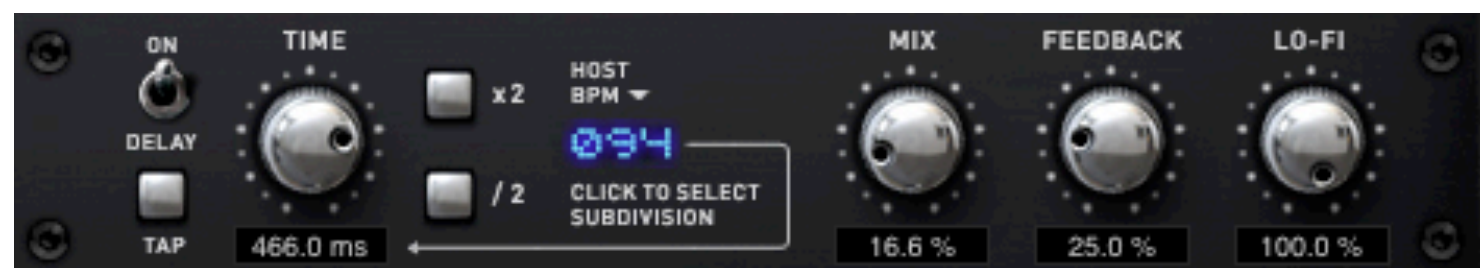 ON
DELAY
TAP
TIME
466.0 ms
x2
/ 2
HOST
BPM
094
CLICK TO SELECT
SUBDIVISION
MIX
16.6 %
FEEDBACK
25.0 %
LO-FI
100.0 %